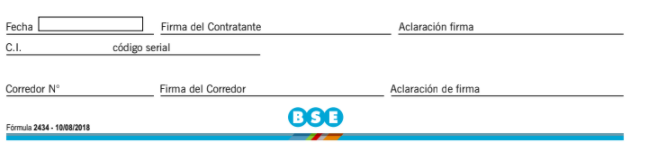 Fecha Firma del Contratante Aclaración firma
C.I. código serial
Corredor N° Firma del Corredor Aclaración de firma
BSE
Fórmula 2434 - 10/08/2018